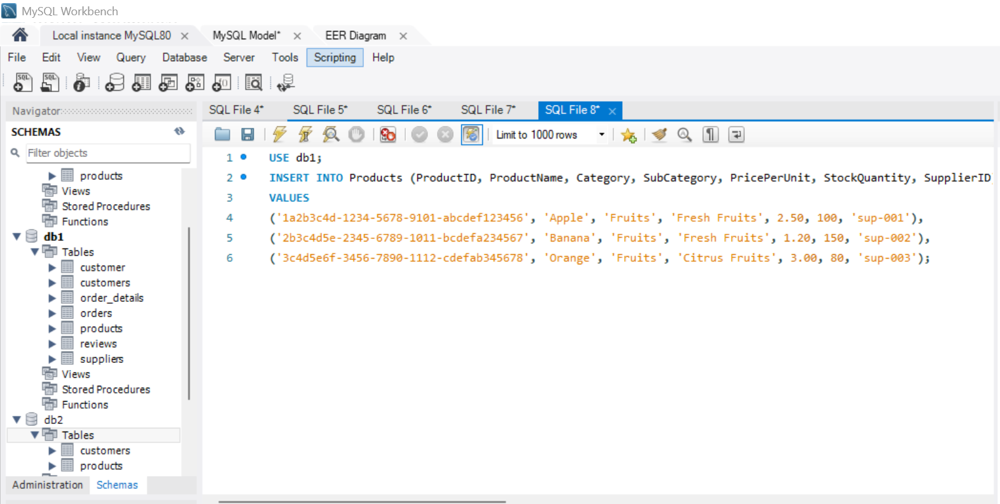 MySQL Workbench
Local instance MySQL80
MySQL Model*
EER Diagram
File Edit View Query Database Server Tools Scripting Help
Navigator
SQL File 4* SQL File 5* SQL File 6* SQL File 7* SQL File 8*
SCHEMAS
Limit to 1000 rows
Filter objects
products
Views
Stored Procedures
Functions
db1
Tables
customer
customers
order_details
orders
products
reviews
suppliers
Views
Stored Procedures
Functions
db2
Tables
customers
products
Administration Schemas
1 USE db1;
2 INSERT INTO Products (ProductID, ProductName, Category, SubCategory, PricePerUnit, StockQuantity, SupplierID
3 VALUES
4 ('1a2b3c4d-1234-5678-9101-abcdef123456', 'Apple', 'Fruits', 'Fresh Fruits', 2.50, 100, 'sup-001'),
5 ('2b3c4d5e-2345-6789-1011-bcdefa234567', 'Banana', 'Fruits', 'Fresh Fruits', 1.20, 150, 'sup-002'),
6 ('3c4d5e6f-3456-7890-1112-cdefab345678', 'Orange', 'Fruits', 'Citrus Fruits', 3.00, 80, 'sup-003');